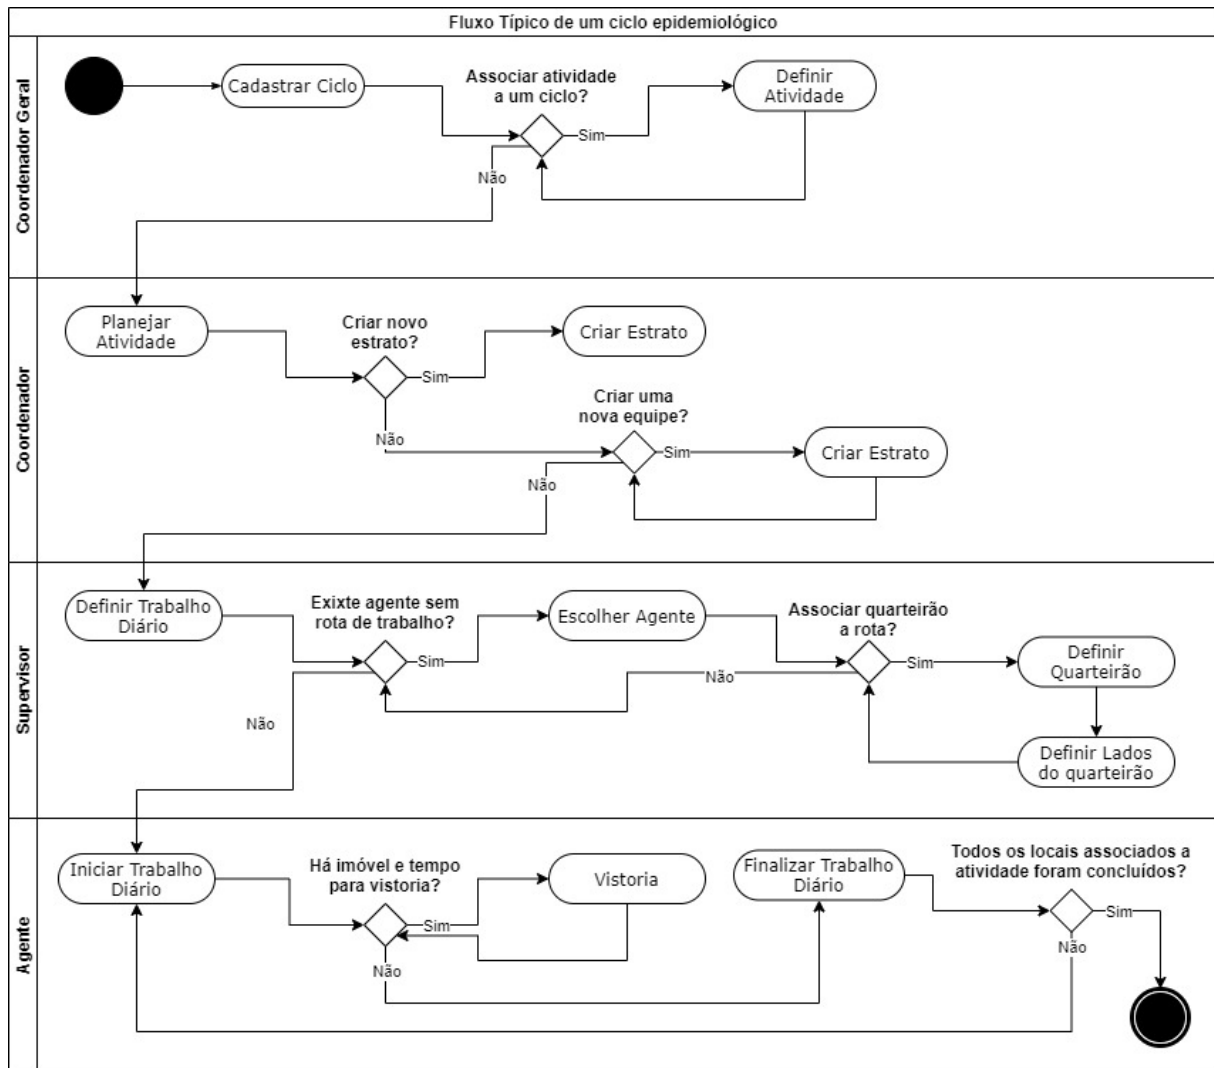 Fluxo Típico de um ciclo epidemiológico
Coordenador Geral
Cadastrar Ciclo
Associar atividade
a um ciclo?
Sim
Não
Definir
Atividade
Coordenador
Planejar
Atividade
Criar novo
estrato?
Sim
Não
Criar Estrato
Criar uma
nova equipe?
Sim
Não
Criar Estrato
Supervisor
Definir Trabalho
Diário
Exixte agente sem
rota de trabalho?
Sim
Não
Escolher Agente
Associar quarteirão
a rota?
Sim
Não
Definir
Quarteirão
Definir Lados
do quarteirão
Agente
Iniciar Trabalho
Diário
Há imóvel e tempo
para vistoria?
Sim
Não
Vistoria
Finalizar Trabalho
Diário
Todos os locais associados a
atividade foram concluídos?
Sim
Não